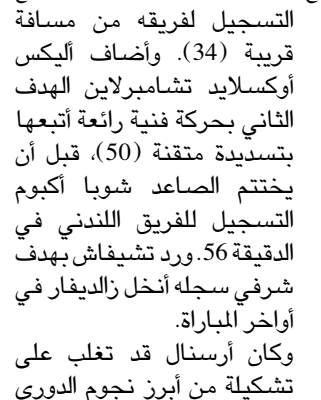 التسجيل لفريقه من مسافة
قريبة (34). وأضاف أليكس
أوكسلايد تشامبرلاين الهدف
الثاني بحركة فنية رائعة أتبعها
بتسديدة متقنة (50)، قبل أن
يختتم الصاعد شوبا أكبوم
التسجيل للفريق اللندني في
الدقيقة 56. ورد تشيفاش بهدف
شرفي سجله أنخل زالديفار في
أواخر المباراة.
وكان أرسنال قد تغلب على
تشكيلة من أبرز نجوم الدوري